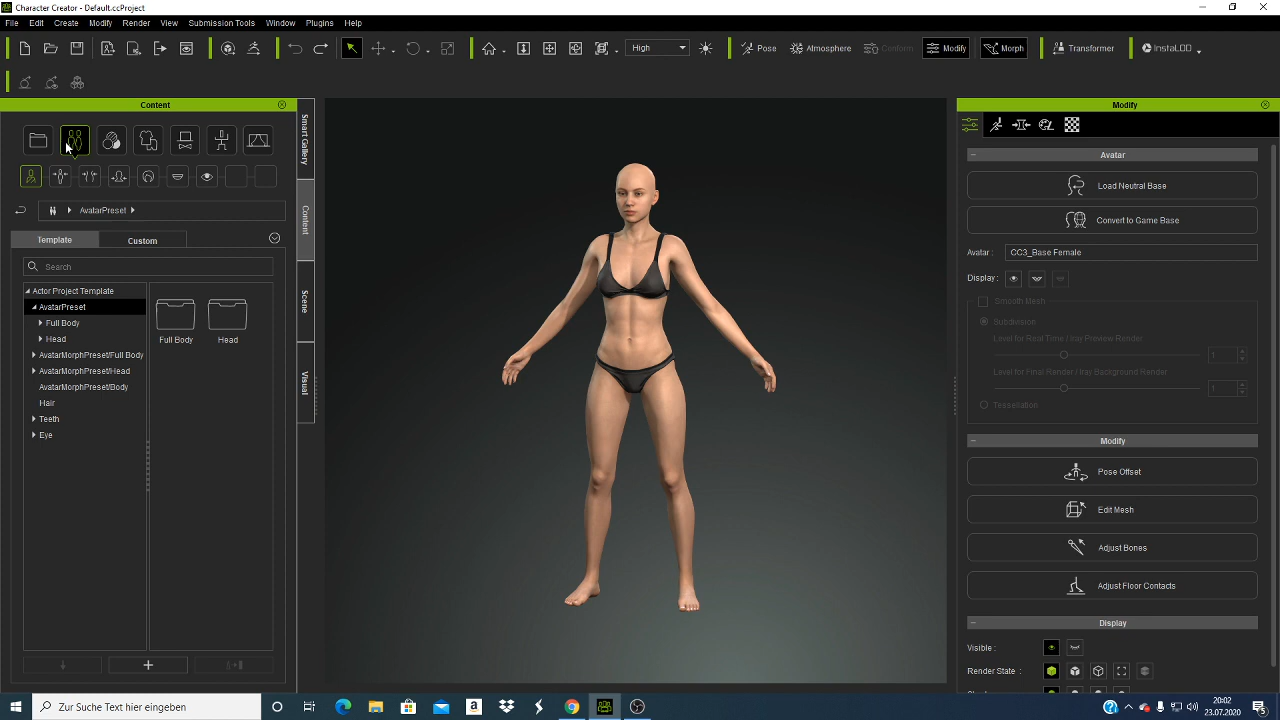 Character Creator - Default.ccProject
File Edit Create Modify Render View Submission Tools Window Plugins Help
High Pose Atmosphere Conform Modify Morph Transformer InstaLOD
Content
Smart Gallery
Content
Scene
Visual
AvatarPreset
Template Custom
Search
Actor Project Template
AvatarPreset
Full Body
Head
AvatarMorphPreset/Full Body
AvatarMorphPreset/Head
AvatarMorphPreset/Body
Hair
Teeth
Eye
Full Body Head
Modify
Avatar
Load Neutral Base
Convert to Game Base
Avatar : CC3_Base Female
Display :
Smooth Mesh
Subdivision
Level for Real Time / Iray Preview Render
1
Level for Final Render / Iray Background Render
1
Tessellation
Modify
Pose Offset
Edit Mesh
Adjust Bones
Adjust Floor Contacts
Display
Visible :
Render State :
Zur Suche Text hier eingeben
20:02
23.07.2020